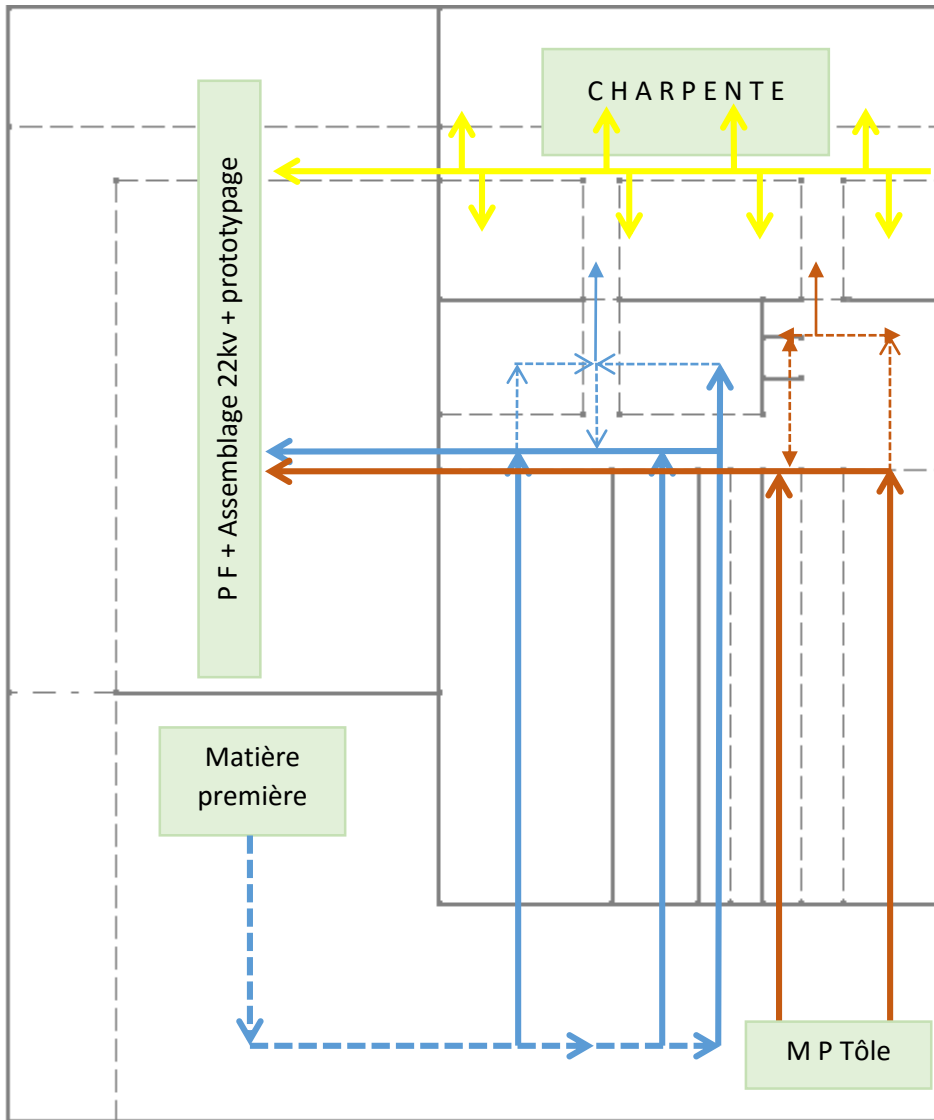 C H A R P E N T E
P F + Assemblage 22kv + prototypage
Matière
première
M P Tôle